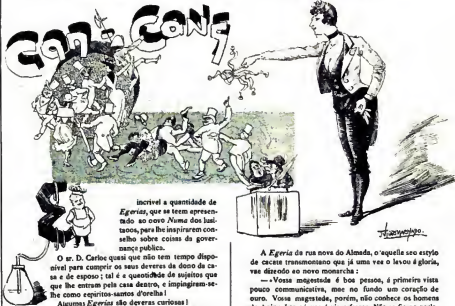 CAN-CANS
É incrivel a quantidade de
Egerias, que se teem apresen-
tado ao novo Numa dos lusi-
tanos, para lhe inspirarem con-
selho sobre coisas da gover-
nança publica.
O sr. D. Carlos quasi que não tem tempo dispo-
nivel para cumprir os seus deveres de dono da ca-
sa e de esposo; tal é a quantidade de sujeitos que
que lhe entram pela casa dentro, e impingiram-se-
lhe como espiritos-santos d'orelha!
Algumas Egerias são deveras curiosas!
A Egeria da rua nova do Almada, n'aquelle seu stylo
de cacete transmontano que já uma vez o levou á gloria,
vae dizendo ao novo monarcha:
—«Vossa magestade é boa pessoa, á primeira vista
pouco communicativa, mas no fundo um coração de
ouro. Vossa magestade, porém, não conhece os homens